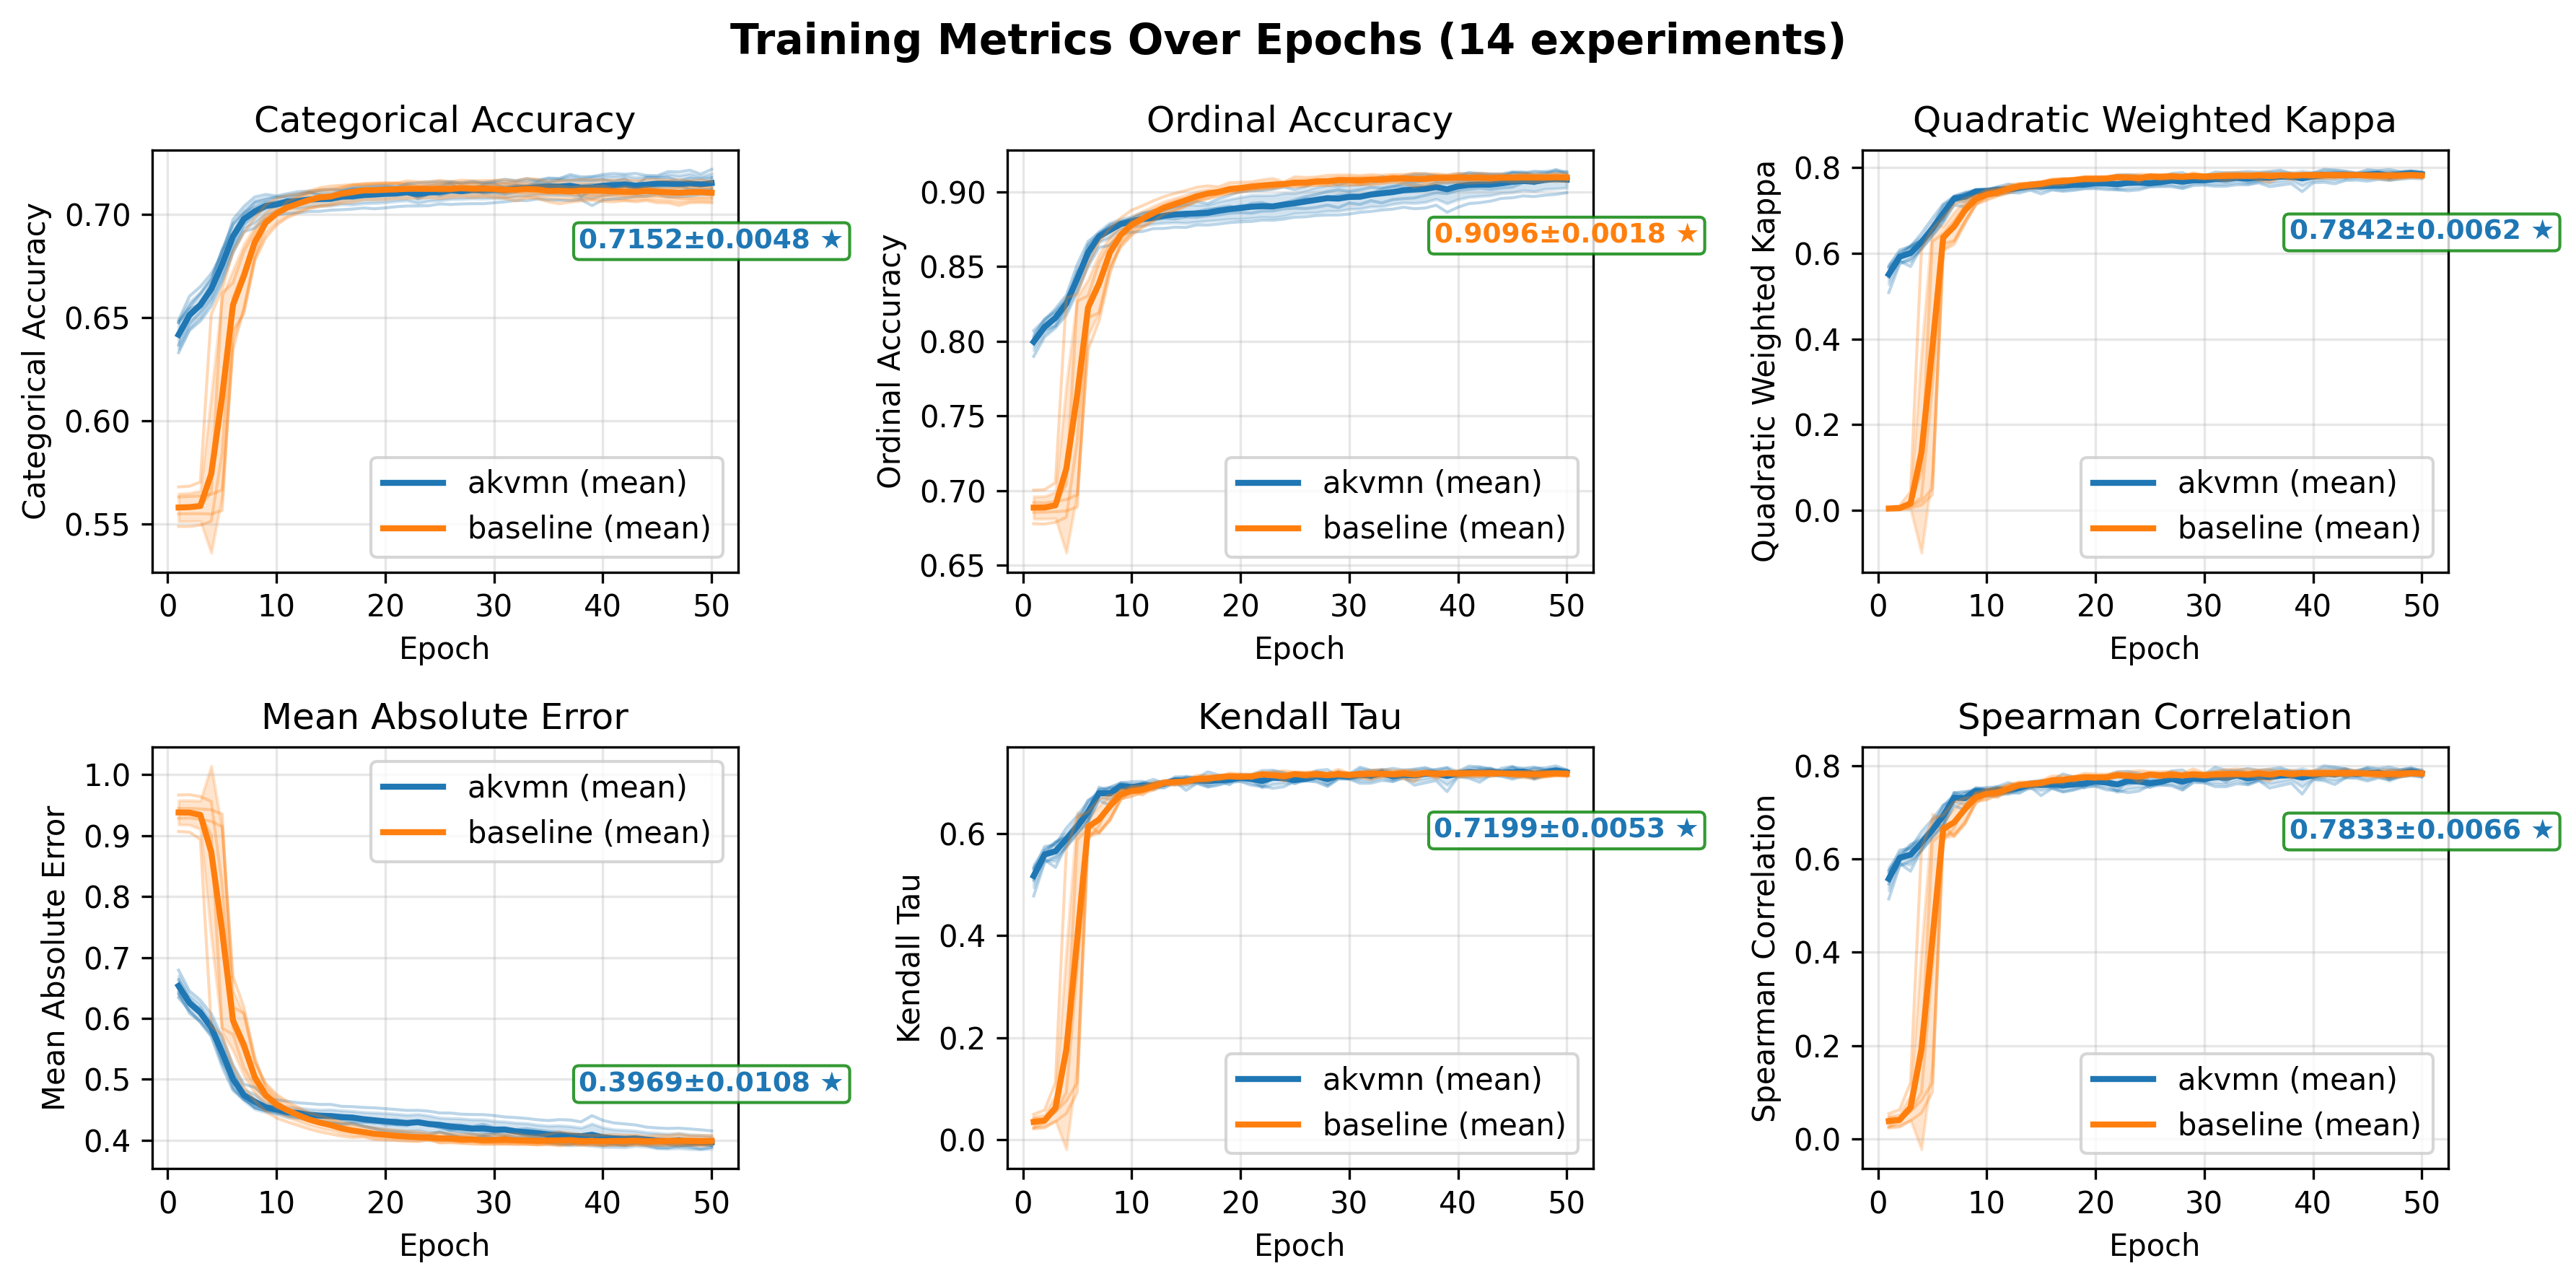 Training Metrics Over Epochs (14 experiments)
Categorical Accuracy
Categorical Accuracy
0.70
0.65
0.60
0.55
0.7152±0.0048 ★
akvmn (mean)
baseline (mean)
0 10 20 30 40 50
Epoch
Ordinal Accuracy
Ordinal Accuracy
0.90
0.85
0.80
0.75
0.70
0.65
0.9096±0.0018 ★
akvmn (mean)
baseline (mean)
0 10 20 30 40 50
Epoch
Quadratic Weighted Kappa
Quadratic Weighted Kappa
0.8
0.6
0.4
0.2
0.0
0.7842±0.0062 ★
akvmn (mean)
baseline (mean)
0 10 20 30 40 50
Epoch
Mean Absolute Error
Mean Absolute Error
1.0
0.9
0.8
0.7
0.6
0.5
0.4
akvmn (mean)
baseline (mean)
0.3969±0.0108 ★
0 10 20 30 40 50
Epoch
Kendall Tau
Kendall Tau
0.6
0.4
0.2
0.0
0.7199±0.0053 ★
akvmn (mean)
baseline (mean)
0 10 20 30 40 50
Epoch
Spearman Correlation
Spearman Correlation
0.8
0.6
0.4
0.2
0.0
0.7833±0.0066 ★
akvmn (mean)
baseline (mean)
0 10 20 30 40 50
Epoch